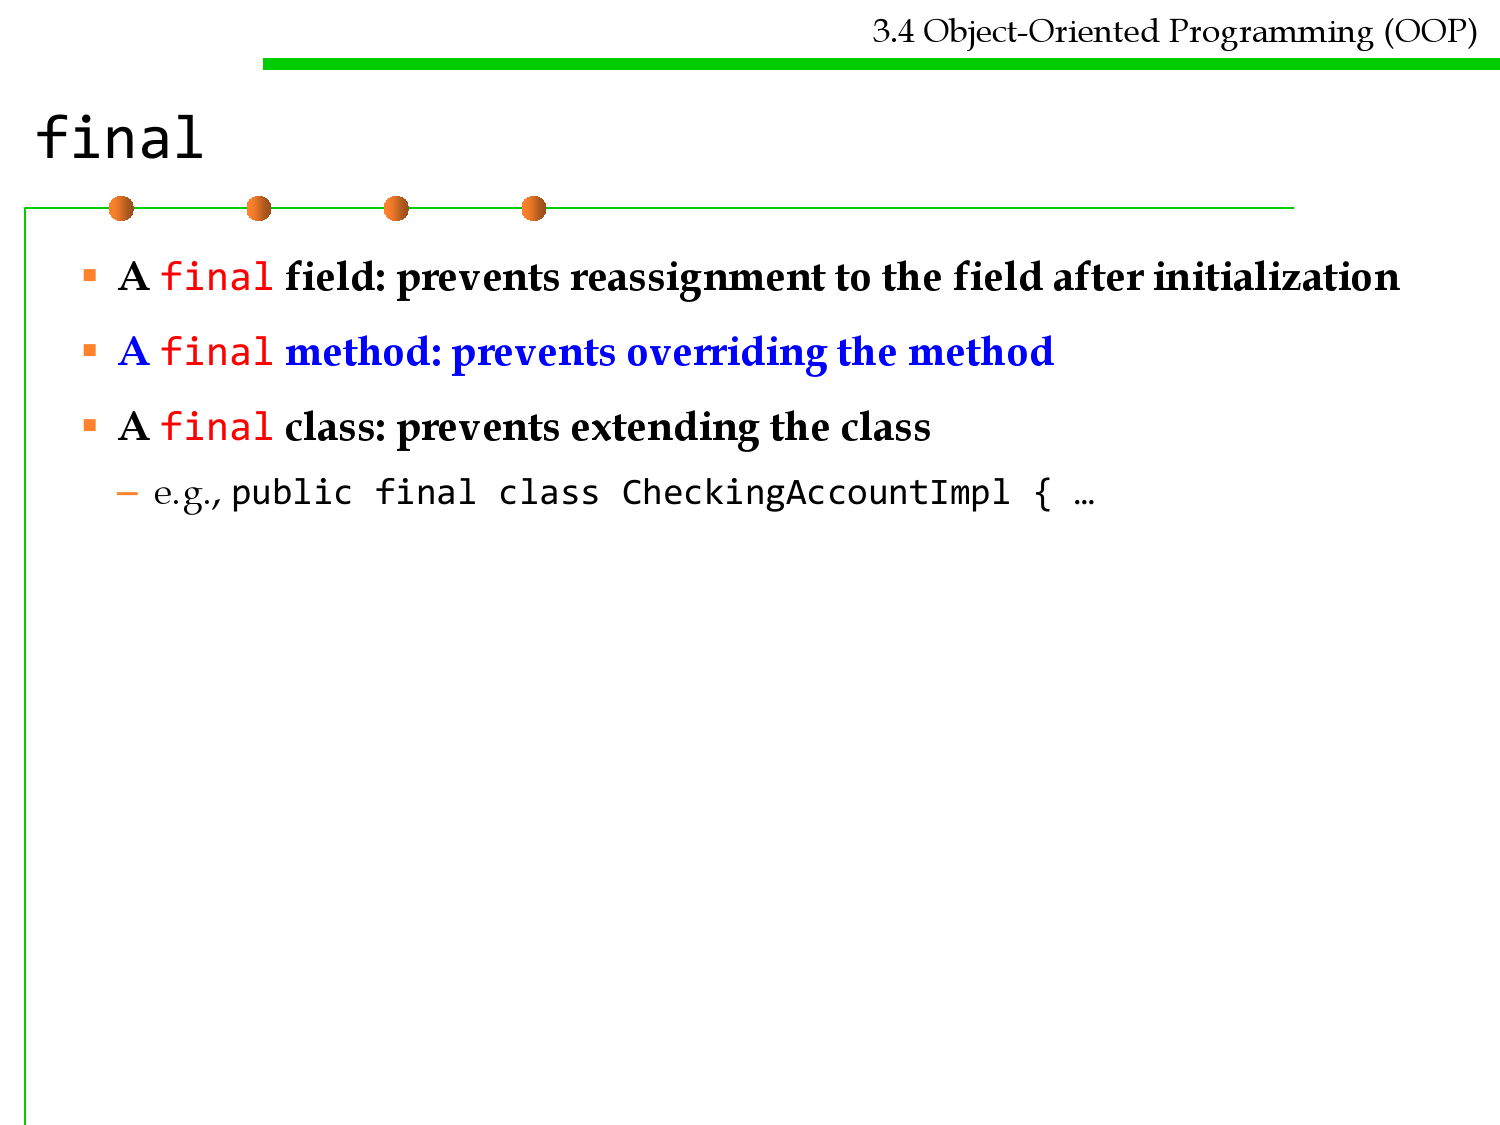 3.4 Object-Oriented Programming (OOP)
final
▪ A final field: prevents reassignment to the field after initialization
▪ A final method: prevents overriding the method
▪ A final class: prevents extending the class
– e.g., public final class CheckingAccountImpl { …